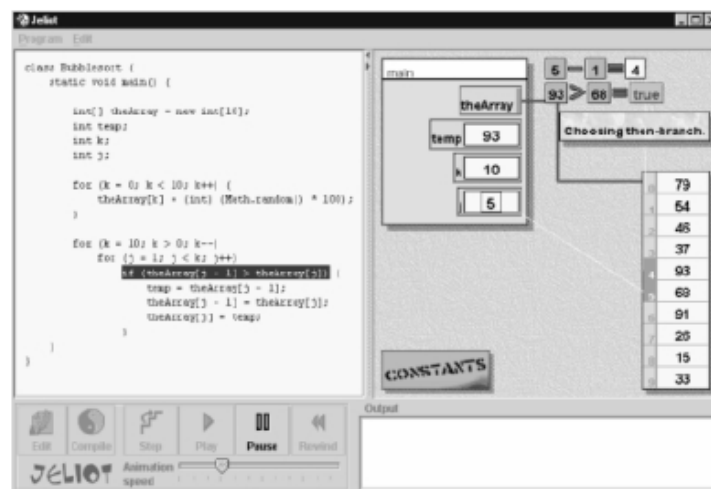 Jeliot
Program Edit
class Bubblesort {
static void main() {
int[] theArray = new int[10];
int temp;
int k;
int j;
for (k = 0; k < 10; k++) {
theArray[k] = (int) (Math.random() * 100);
}
for (k = 10; k > 0; k--)
for (j = 1; j < k; j++)
if (theArray[j - 1] > theArray[j]) {
temp = theArray[j - 1];
theArray[j - 1] = theArray[j];
theArray[j] = temp;
}
}
}
main
theArray
temp 93
k 10
j 5
5 - 1 = 4
93 > 68 = true
Choosing then-branch.
0 79
1 54
2 46
3 37
4 93
5 68
6 91
7 26
8 15
9 33
CONSTANTS
Edit Compile Step Play Pause Rewind
JELIOT Animation speed
Output